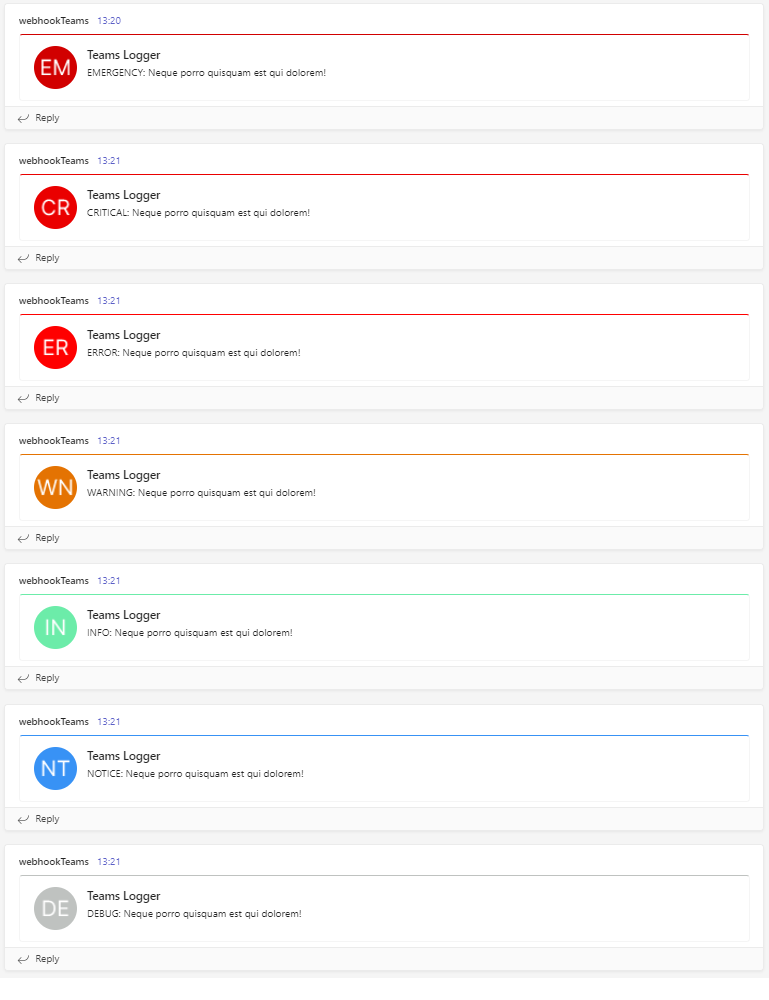 webhookTeams 13:20
EM
Teams Logger
EMERGENCY: Neque porro quisquam est qui dolorem!
Reply
webhookTeams 13:21
CR
Teams Logger
CRITICAL: Neque porro quisquam est qui dolorem!
Reply
webhookTeams 13:21
ER
Teams Logger
ERROR: Neque porro quisquam est qui dolorem!
Reply
webhookTeams 13:21
WN
Teams Logger
WARNING: Neque porro quisquam est qui dolorem!
Reply
webhookTeams 13:21
IN
Teams Logger
INFO: Neque porro quisquam est qui dolorem!
Reply
webhookTeams 13:21
NT
Teams Logger
NOTICE: Neque porro quisquam est qui dolorem!
Reply
webhookTeams 13:21
DE
Teams Logger
DEBUG: Neque porro quisquam est qui dolorem!
Reply